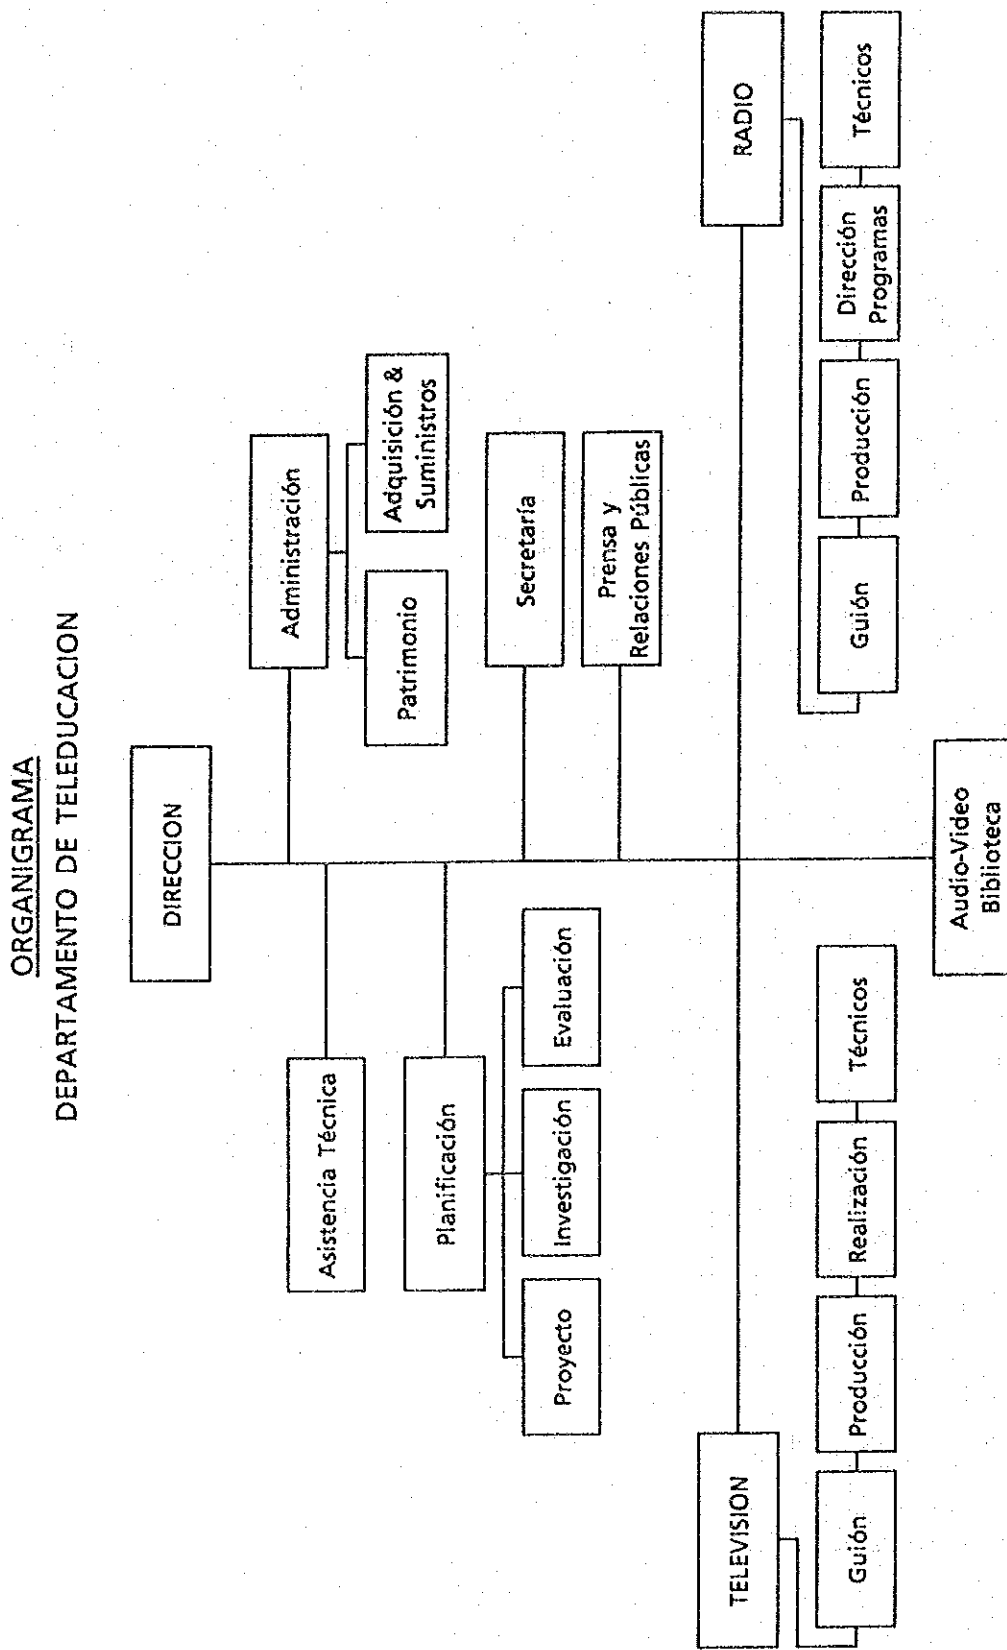 ORGANIGRAMA
DEPARTAMENTO DE TELEDUCACION
DIRECCION
Administración
Patrimonio
Adquisición &
Suministros
Asistencia Técnica
Planificación
Proyecto
Investigación
Evaluación
Secretaría
Prensa y
Relaciones Públicas
TELEVISION
Guión
Producción
Realización
Técnicos
RADIO
Guión
Producción
Dirección
Programas
Técnicos
Audio-Video
Biblioteca